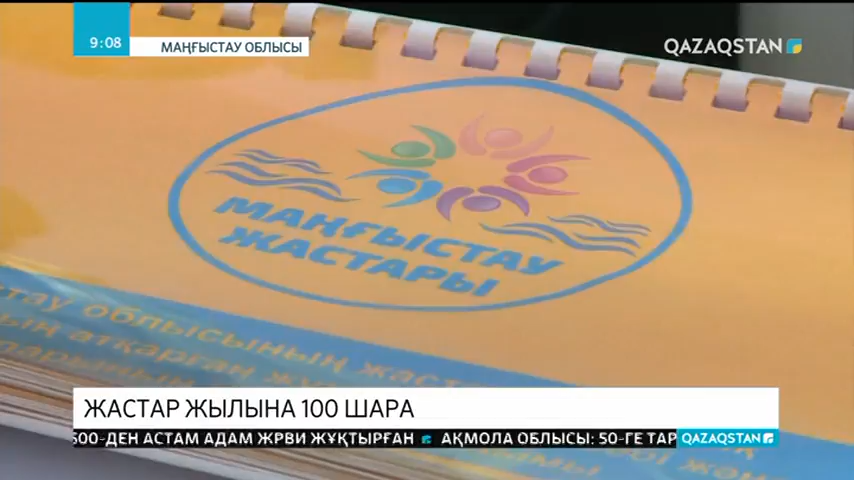 9:08
МАҢҒЫСТАУ ОБЛЫСЫ
QAZAQSTAN
МАҢҒЫСТАУ
ЖАСТАРЫ
облысының
атқарған
ЖАСТАР ЖЫЛЫНА 100 ШАРА
500-ДЕН АСТАМ АДАМ ЖРВИ ЖҰҚТЫРҒАН АҚМОЛА ОБЛЫСЫ: 50-ГЕ ТАР
QAZAQSTAN